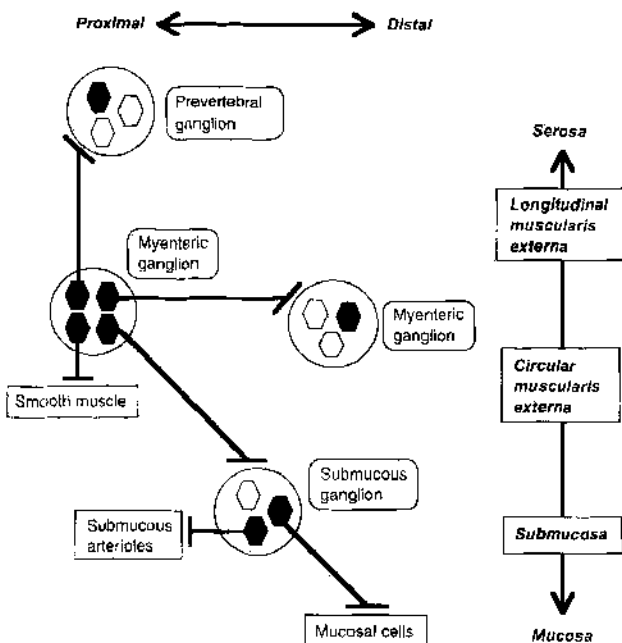 Proximal
Distal
Prevertebral
ganglion
Myenteric
ganglion
Myenteric
ganglion
Smooth muscle
Submucous
ganglion
Submucous
arterioles
Mucosal cells
Serosa
Longitudinal
muscularis
externa
Circular
muscularis
externa
Submucosa
Mucosa